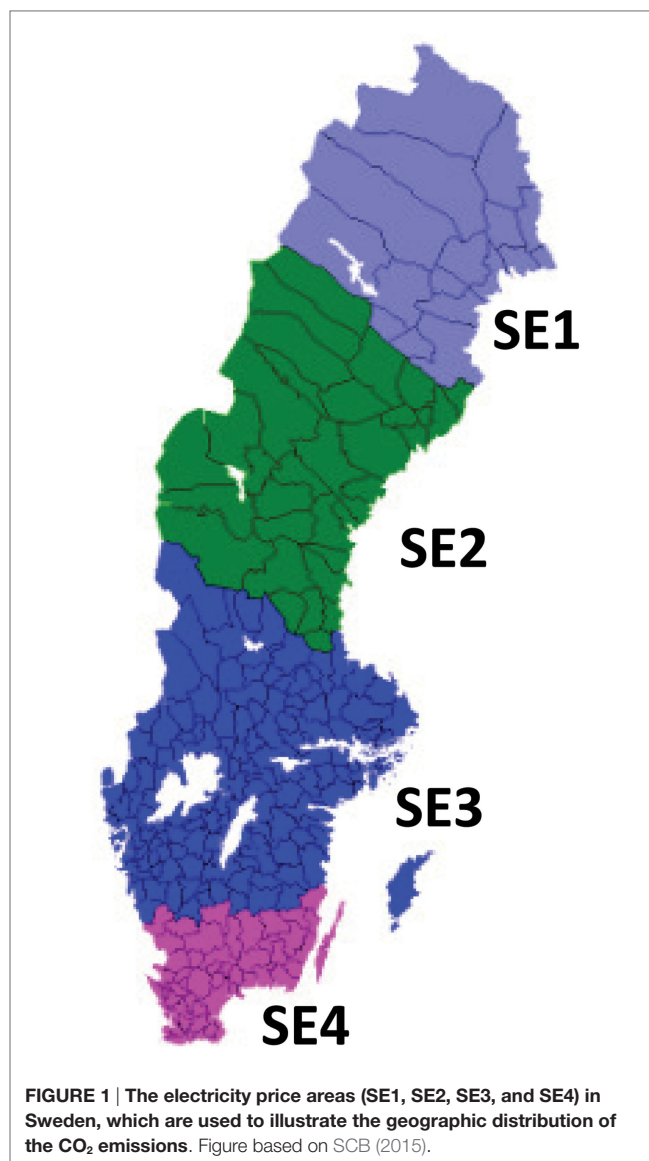 SE1
SE2
SE3
SE4
FIGURE 1 | The electricity price areas (SE1, SE2, SE3, and SE4) in
Sweden, which are used to illustrate the geographic distribution of
the CO₂ emissions. Figure based on SCB (2015).